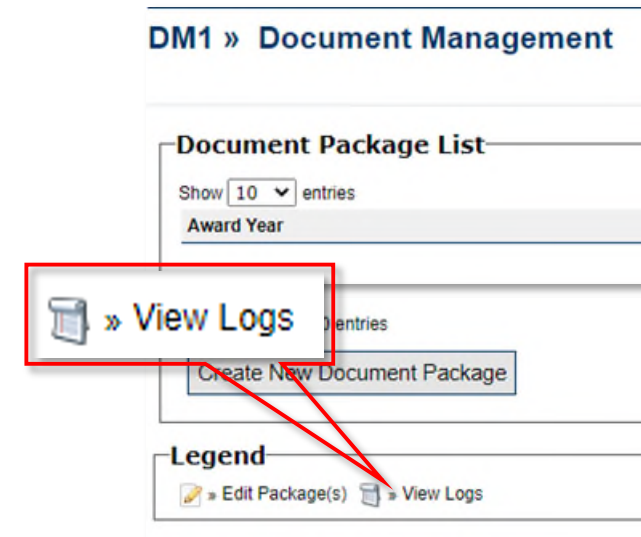 DM1 » Document Management
Document Package List
Show 10 entries
Award Year
» View Logs
entries
Create New Document Package
Legend
» Edit Package(s) » View Logs